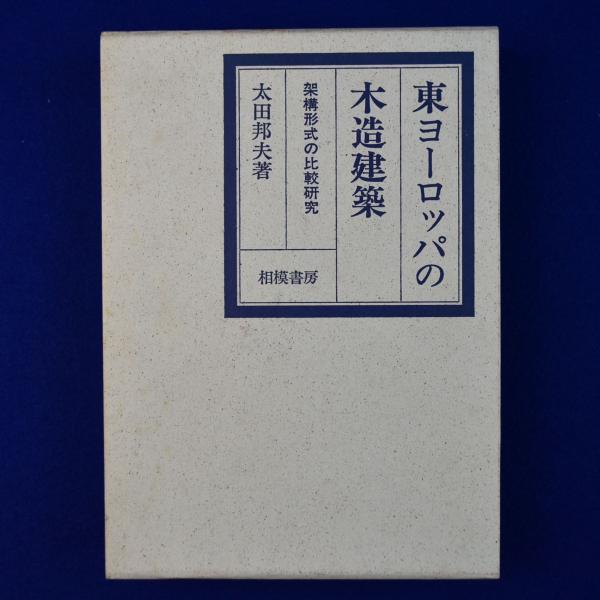 東ヨーロッパの
木造建築
架構形式の比較研究
太田邦夫著
相模書房